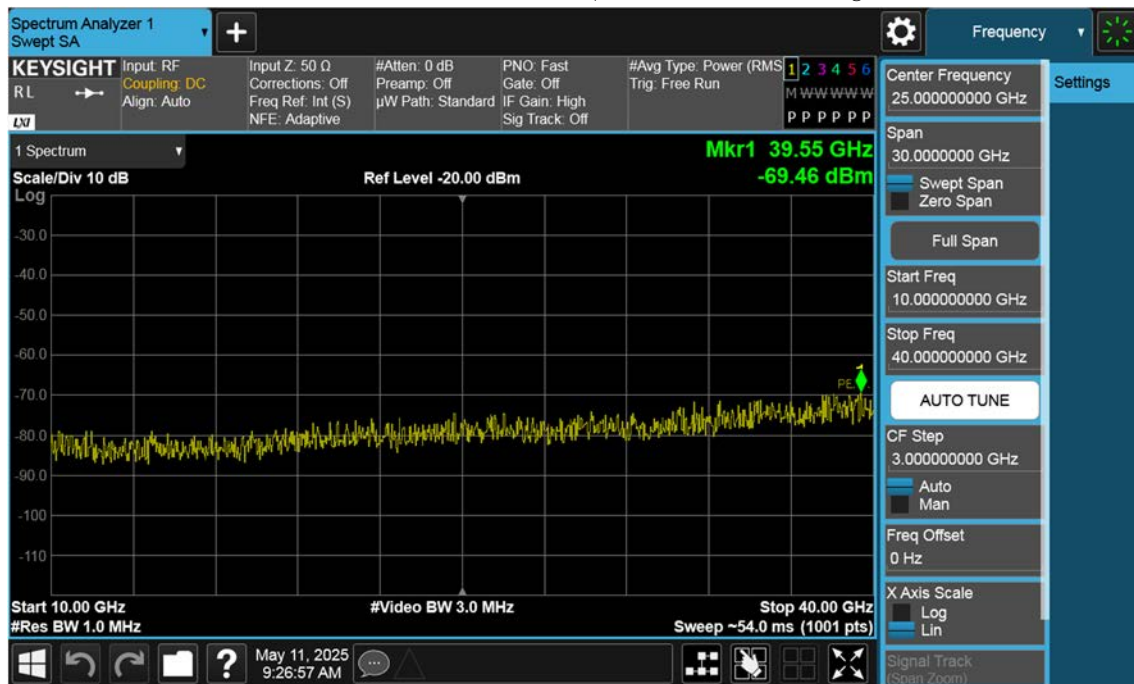 Spectrum Analyzer 1
Swept SA
+
Frequency
KEYSIGHT
RL
LXI
Input: RF
Coupling: DC
Align: Auto
Input Z: 50 Ω
Corrections: Off
Freq Ref: Int (S)
NFE: Adaptive
#Atten: 0 dB
Preamp: Off
µW Path: Standard
PNO: Fast
Gate: Off
IF Gain: High
Sig Track: Off
#Avg Type: Power (RMS
Trig: Free Run
1 2 3 4 5 6
M W W W W W
P P P P P P
1 Spectrum
Scale/Div 10 dB
Ref Level -20.00 dBm
Mkr1 39.55 GHz
-69.46 dBm
Log
-30.0
-40.0
-50.0
-60.0
-70.0
-80.0
-90.0
-100
-110
1
Start 10.00 GHz
#Res BW 1.0 MHz
#Video BW 3.0 MHz
Stop 40.00 GHz
Sweep ~54.0 ms (1001 pts)
?
May 11, 2025
9:26:57 AM
Center Frequency
25.000000000 GHz
Span
30.0000000 GHz
Swept Span
Zero Span
Full Span
Start Freq
10.000000000 GHz
Stop Freq
40.000000000 GHz
AUTO TUNE
CF Step
3.000000000 GHz
Auto
Man
Freq Offset
0 Hz
X Axis Scale
Log
Lin
Signal Track
(Span Zoom)
Settings